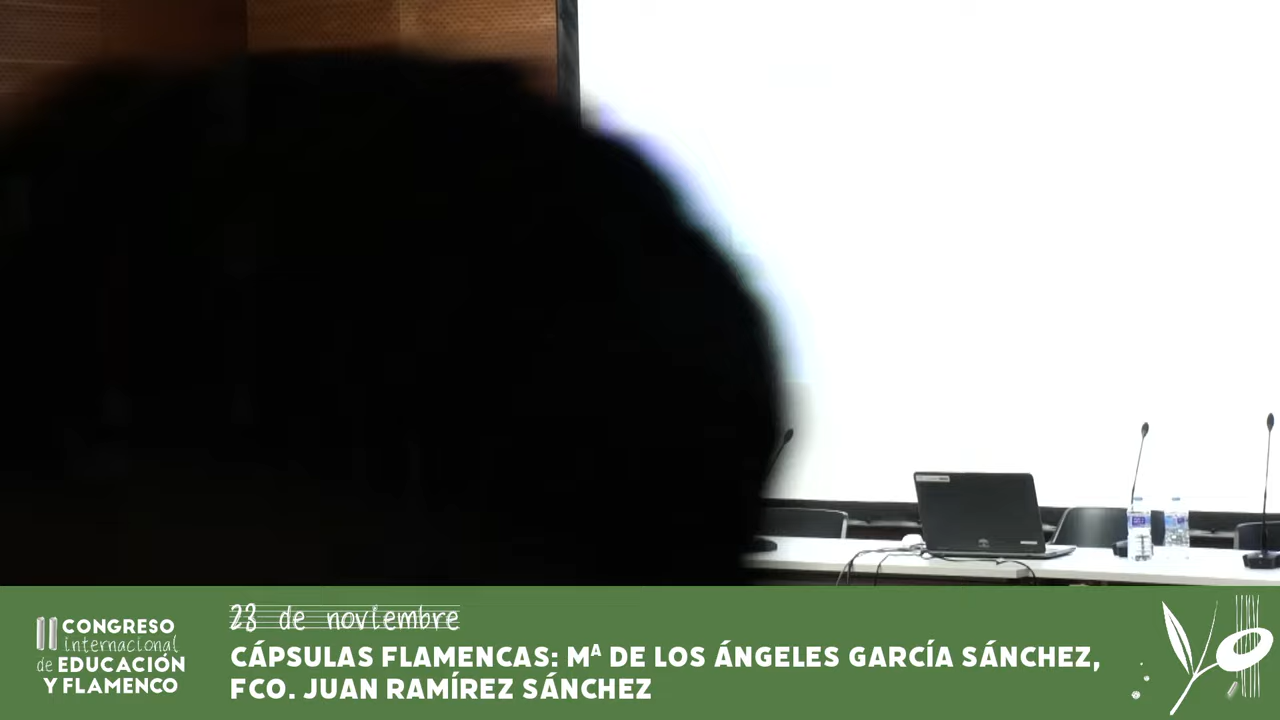 II CONGRESO
internacional
de EDUCACIÓN
Y FLAMENCO
23 de noviembre
CÁPSULAS FLAMENCAS: Mª DE LOS ÁNGELES GARCÍA SÁNCHEZ,
FCO. JUAN RAMÍREZ SÁNCHEZ